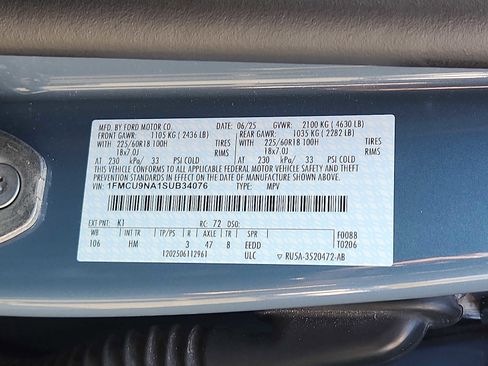 MFD. BY FORD MOTOR CO. DATE: 06/25 GVWR: 2100 KG ( 4630 LB)
FRONT GAWR: 1105 KG ( 2436 LB) REAR GAWR: 1035 KG ( 2282 LB)
WITH 225/60R18 100H TIRES WITH 225/60R18 100H TIRES
18x7.0J RIMS 18x7.0J RIMS
AT 230 kPa/ 33 PSI COLD AT 230 kPa/ 33 PSI COLD
THIS VEHICLE CONFORMS TO ALL APPLICABLE FEDERAL MOTOR VEHICLE SAFETY, BUMPER,
AND THEFT PREVENTION STANDARDS IN EFFECT ON THE DATE OF MANUFACTURE SHOWN ABOVE.
VIN: 1FMCU9NA1SUB34076 TYPE: MPV
EXT PNT: K1 RC: 72 DSO: F0088
WB INT TR TP/PS R AXLE TR SPR T0206
106 HM 3 47 8 EEDD
1202506112961 ULC ▽ RU5A-3520472-AB